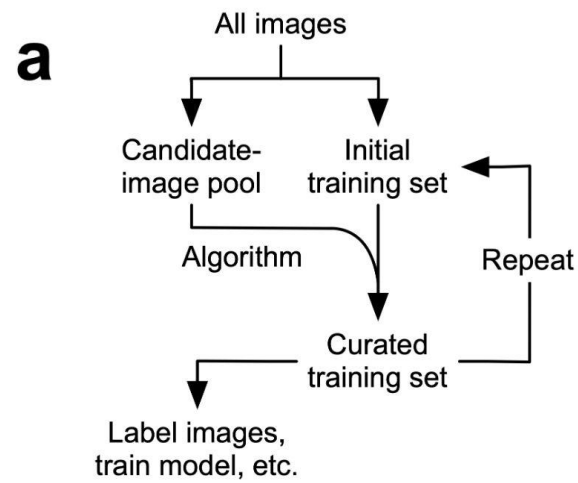 a
All images
Candidate-
image pool
Initial
training set
Algorithm
Repeat
Curated
training set
Label images,
train model, etc.